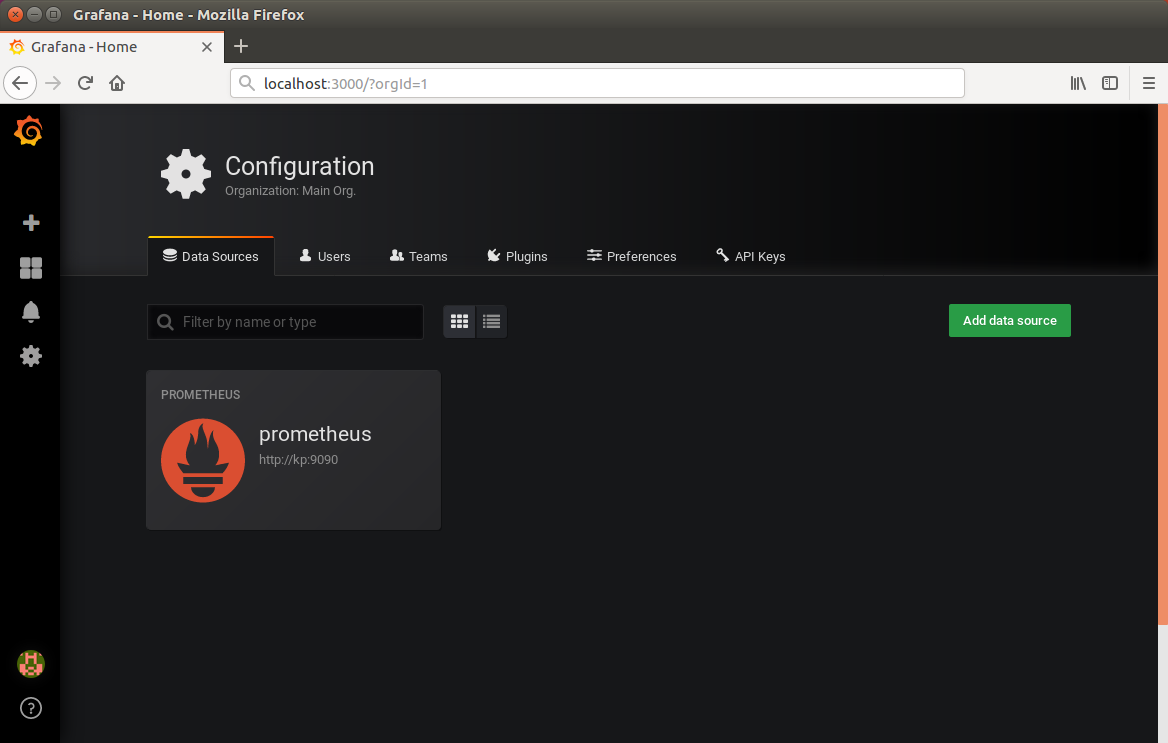 Grafana - Home - Mozilla Firefox
Grafana - Home
localhost:3000/?orgId=1
Configuration
Organization: Main Org.
Data Sources Users Teams Plugins Preferences API Keys
Filter by name or type Add data source
PROMETHEUS
prometheus
http://kp:9090
?